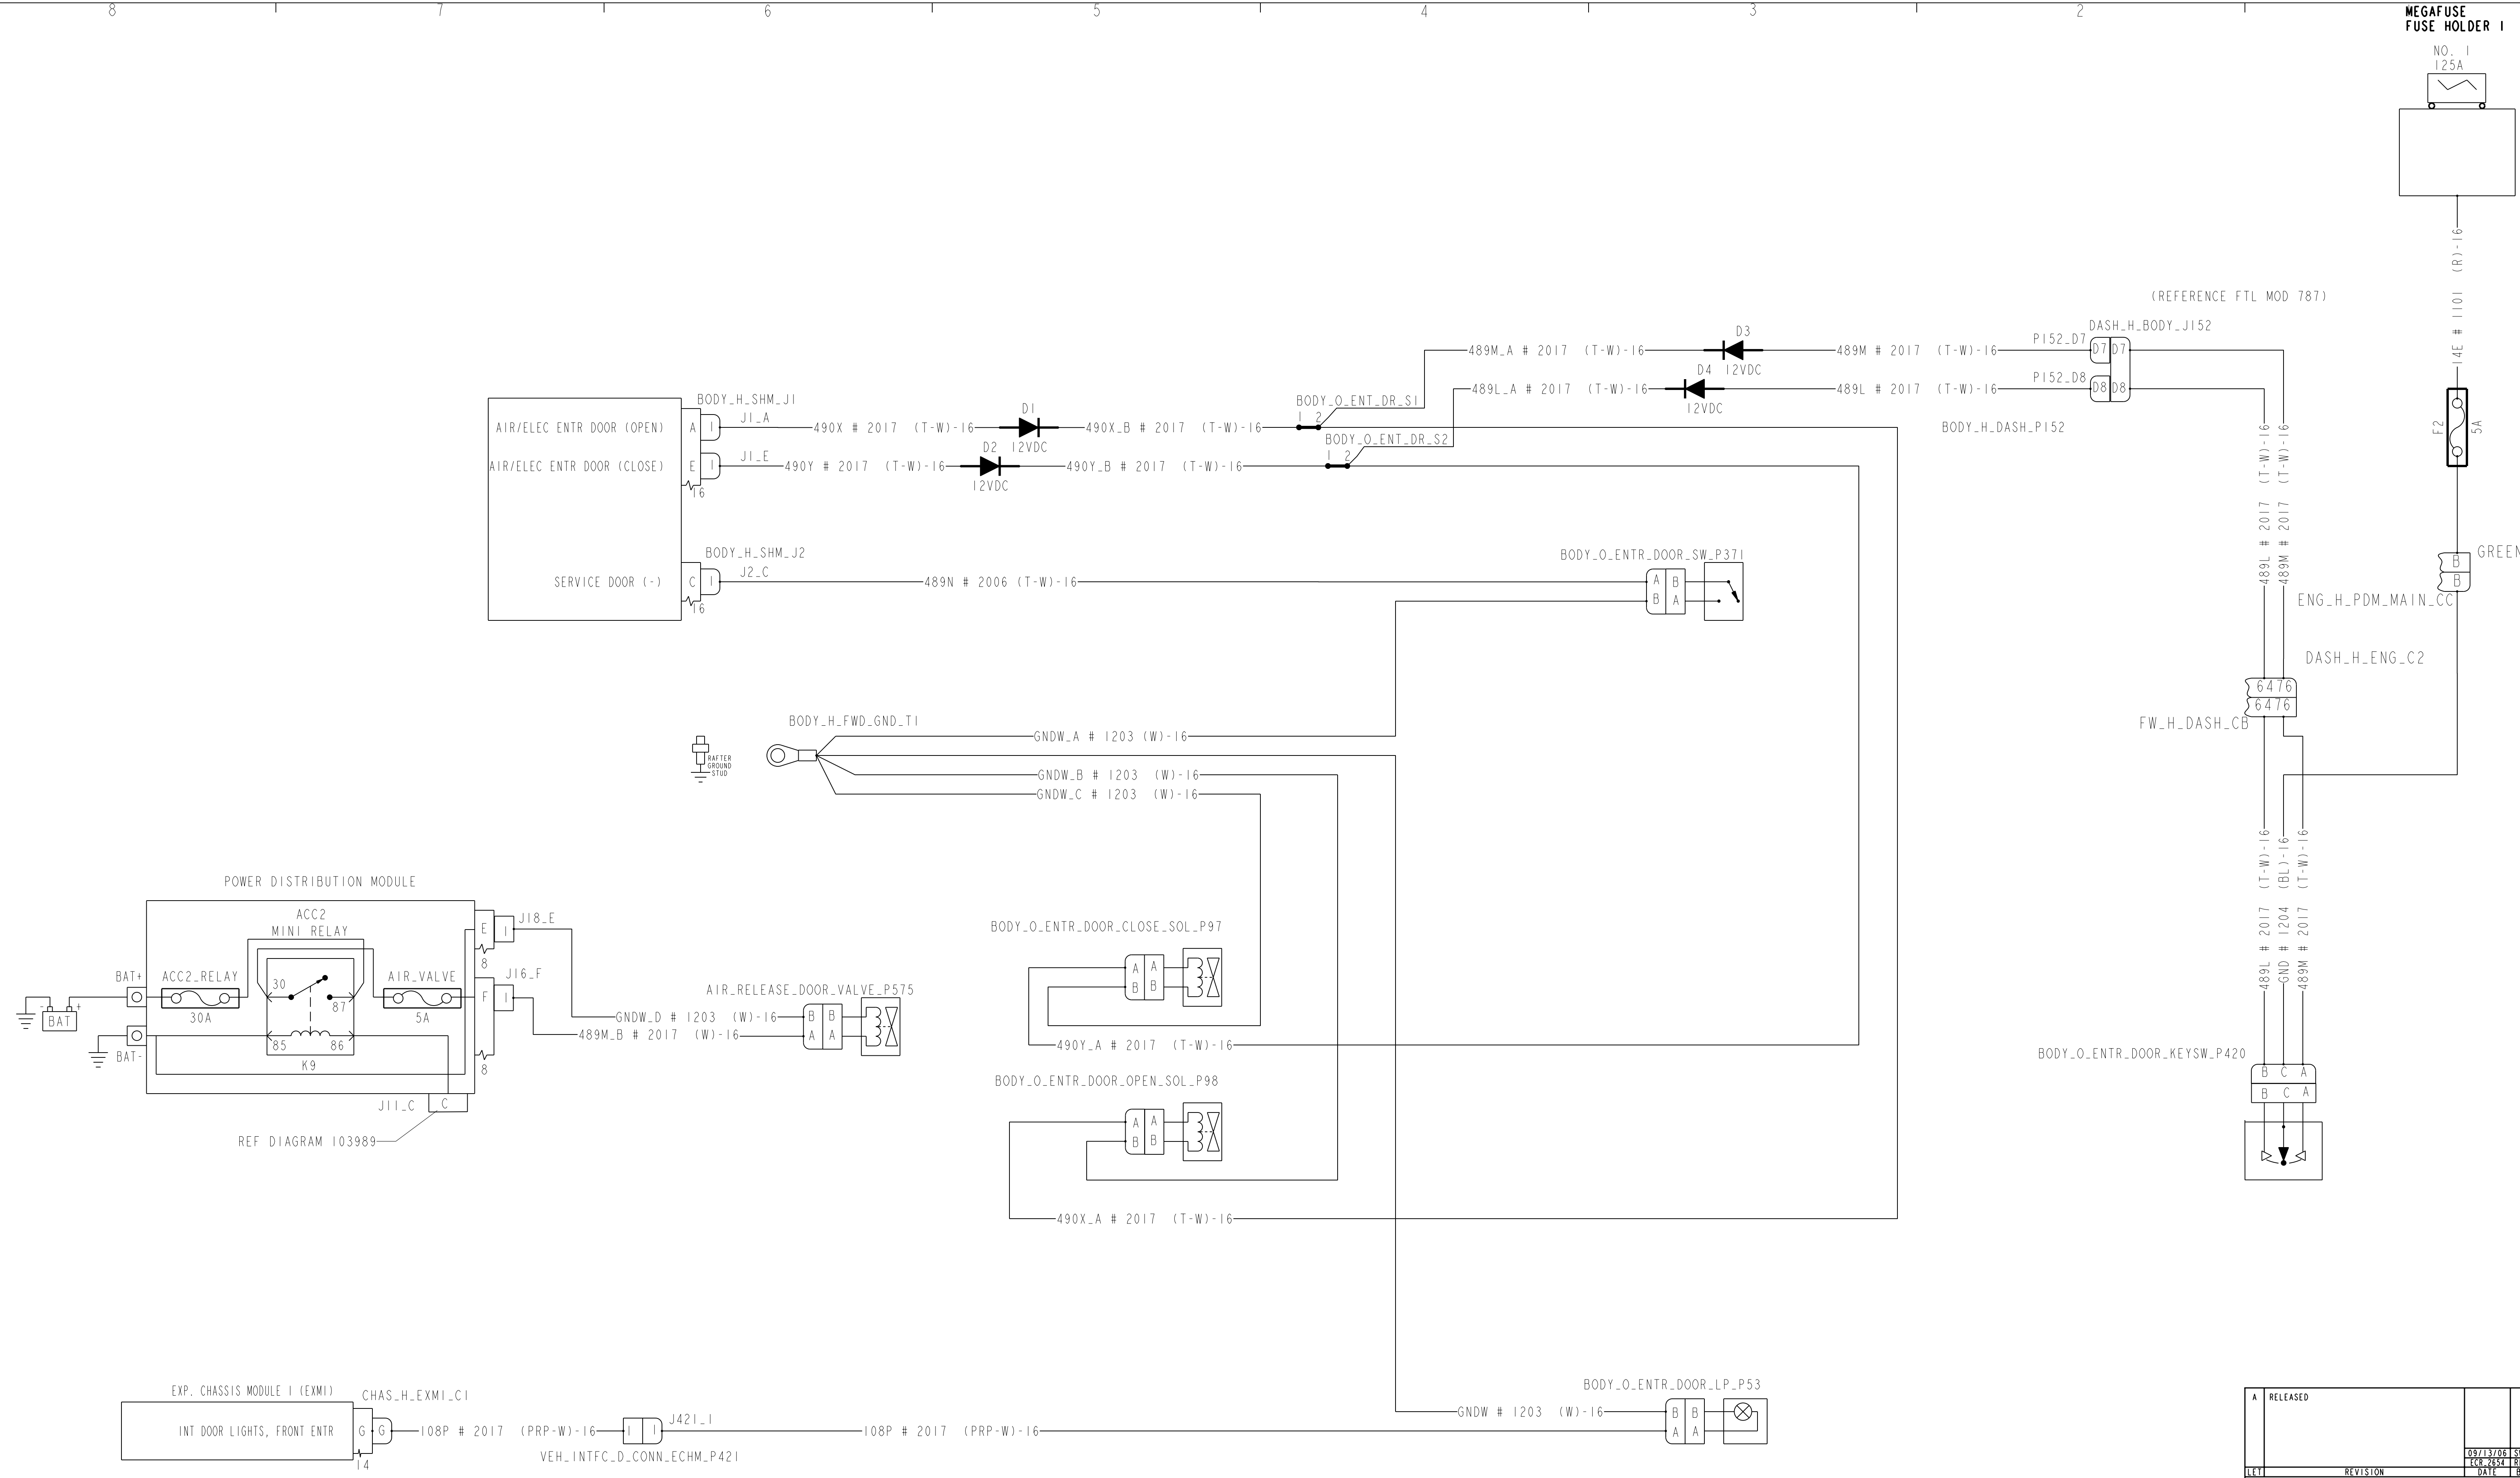 8 7 6 5 4 3 2
MEGAFUSE
FUSE HOLDER 1
NO. 1
125A
14E # 1101 (R)-16
F2
5A
(REFERENCE FTL MOD 787)
DASH_H_BODY_J152
P152_D7
D7 D7
P152_D8
D8 D8
BODY_H_DASH_P152
D3
489M_A # 2017 (T-W)-16
12VDC
489M # 2017 (T-W)-16
D4
489L_A # 2017 (T-W)-16
12VDC
489L # 2017 (T-W)-16
BODY_H_SHM_J1
AIR/ELEC ENTR DOOR (OPEN)
A 1
J1_A
490X # 2017 (T-W)-16
D1
12VDC
490X_B # 2017 (T-W)-16
BODY_O_ENT_DR_S1
1 2
AIR/ELEC ENTR DOOR (CLOSE)
E 1
J1_E
490Y # 2017 (T-W)-16
D2
12VDC
490Y_B # 2017 (T-W)-16
BODY_O_ENT_DR_S2
1 2
16
BODY_H_SHM_J2
SERVICE DOOR (-)
C 1
J2_C
16
489N # 2006 (T-W)-16
BODY_O_ENTR_DOOR_SW_P371
A B
B A
489L # 2017 (T-W)-16
489M # 2017 (T-W)-16
GREEN
B
B
ENG_H_PDM_MAIN_CC
DASH_H_ENG_C2
6476
6476
FW_H_DASH_CB
BODY_H_FWD_GND_T1
RAFTER
GROUND
STUD
GNDW_A # 1203 (W)-16
GNDW_B # 1203 (W)-16
GNDW_C # 1203 (W)-16
489L # 2017 (T-W)-16
GND # 1204 (BL)-16
489M # 2017 (T-W)-16
POWER DISTRIBUTION MODULE
ACC2
MINI RELAY
BAT+
ACC2_RELAY
30A
30
87
AIR_VALVE
5A
85 86
K9
- +
BAT
BAT-
E 1
J18_E
8
F 1
J16_F
8
J11_C
C
REF DIAGRAM 103989
AIR_RELEASE_DOOR_VALVE_P575
GNDW_D # 1203 (W)-16
B B
489M_B # 2017 (W)-16
A A
BODY_O_ENTR_DOOR_CLOSE_SOL_P97
A A
B B
490Y_A # 2017 (T-W)-16
BODY_O_ENTR_DOOR_OPEN_SOL_P98
A A
B B
490X_A # 2017 (T-W)-16
BODY_O_ENTR_DOOR_KEYSW_P420
B C A
B C A
EXP. CHASSIS MODULE 1 (EXM1)
CHAS_H_EXM1_C1
INT DOOR LIGHTS, FRONT ENTR
G G
14
108P # 2017 (PRP-W)-16
1 1
J421_1
VEH_INTFC_D_CONN_ECHM_P421
108P # 2017 (PRP-W)-16
BODY_O_ENTR_DOOR_LP_P53
GNDW # 1203 (W)-16
B B
A A
A RELEASED
09/13/06
ECR_2654
LET REVISION DATE